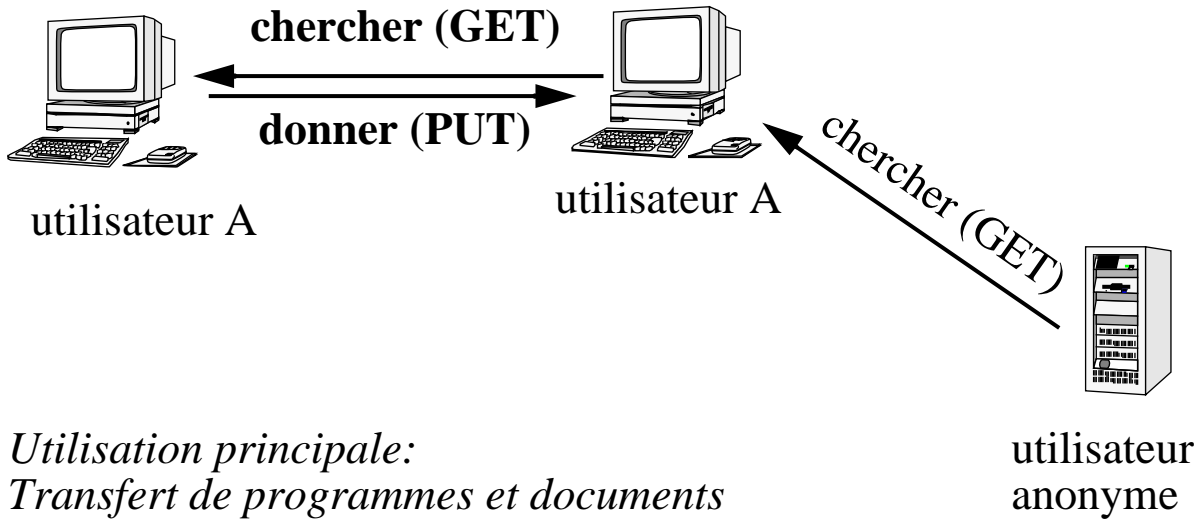 chercher (GET)
donner (PUT)
utilisateur A
utilisateur A
chercher (GET)
Utilisation principale:
Transfert de programmes et documents
utilisateur
anonyme